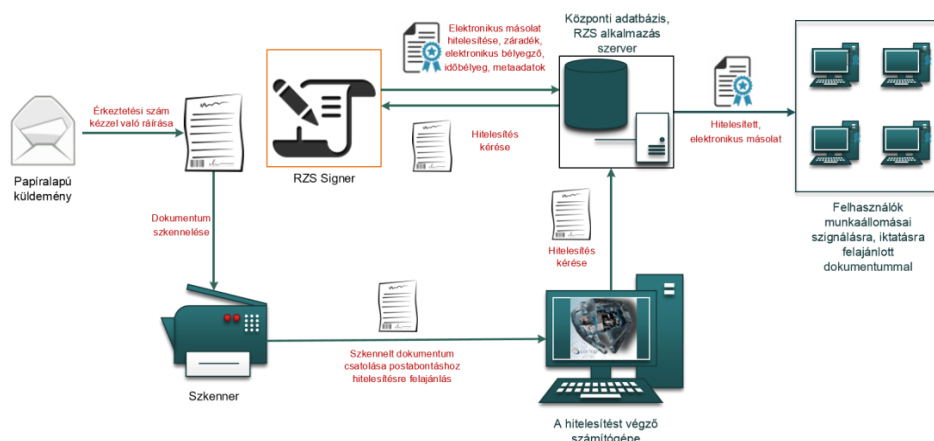 Papíralapú
küldemény
Érkeztetési szám
kézzel való ráírása
Dokumentum
szkennelése
Szkenner
Szkennelt dokumentum
csatolása postabontáshoz
hitelesítésre felajánlás
A hitelesítést végző
számítógépe
Hitelesítés
kérése
Központi adatbázis,
RZS alkalmazás
szerver
Hitelesítés
kérése
RZS Signer
Elektronikus másolat
hitelesítése, záradék,
elektronikus bélyegző,
időbélyeg, metaadatok
Hitelesített,
elektronikus másolat
Felhasználók
munkaállomásai
szignálásra, iktatásra
felajánlott
dokumentummal